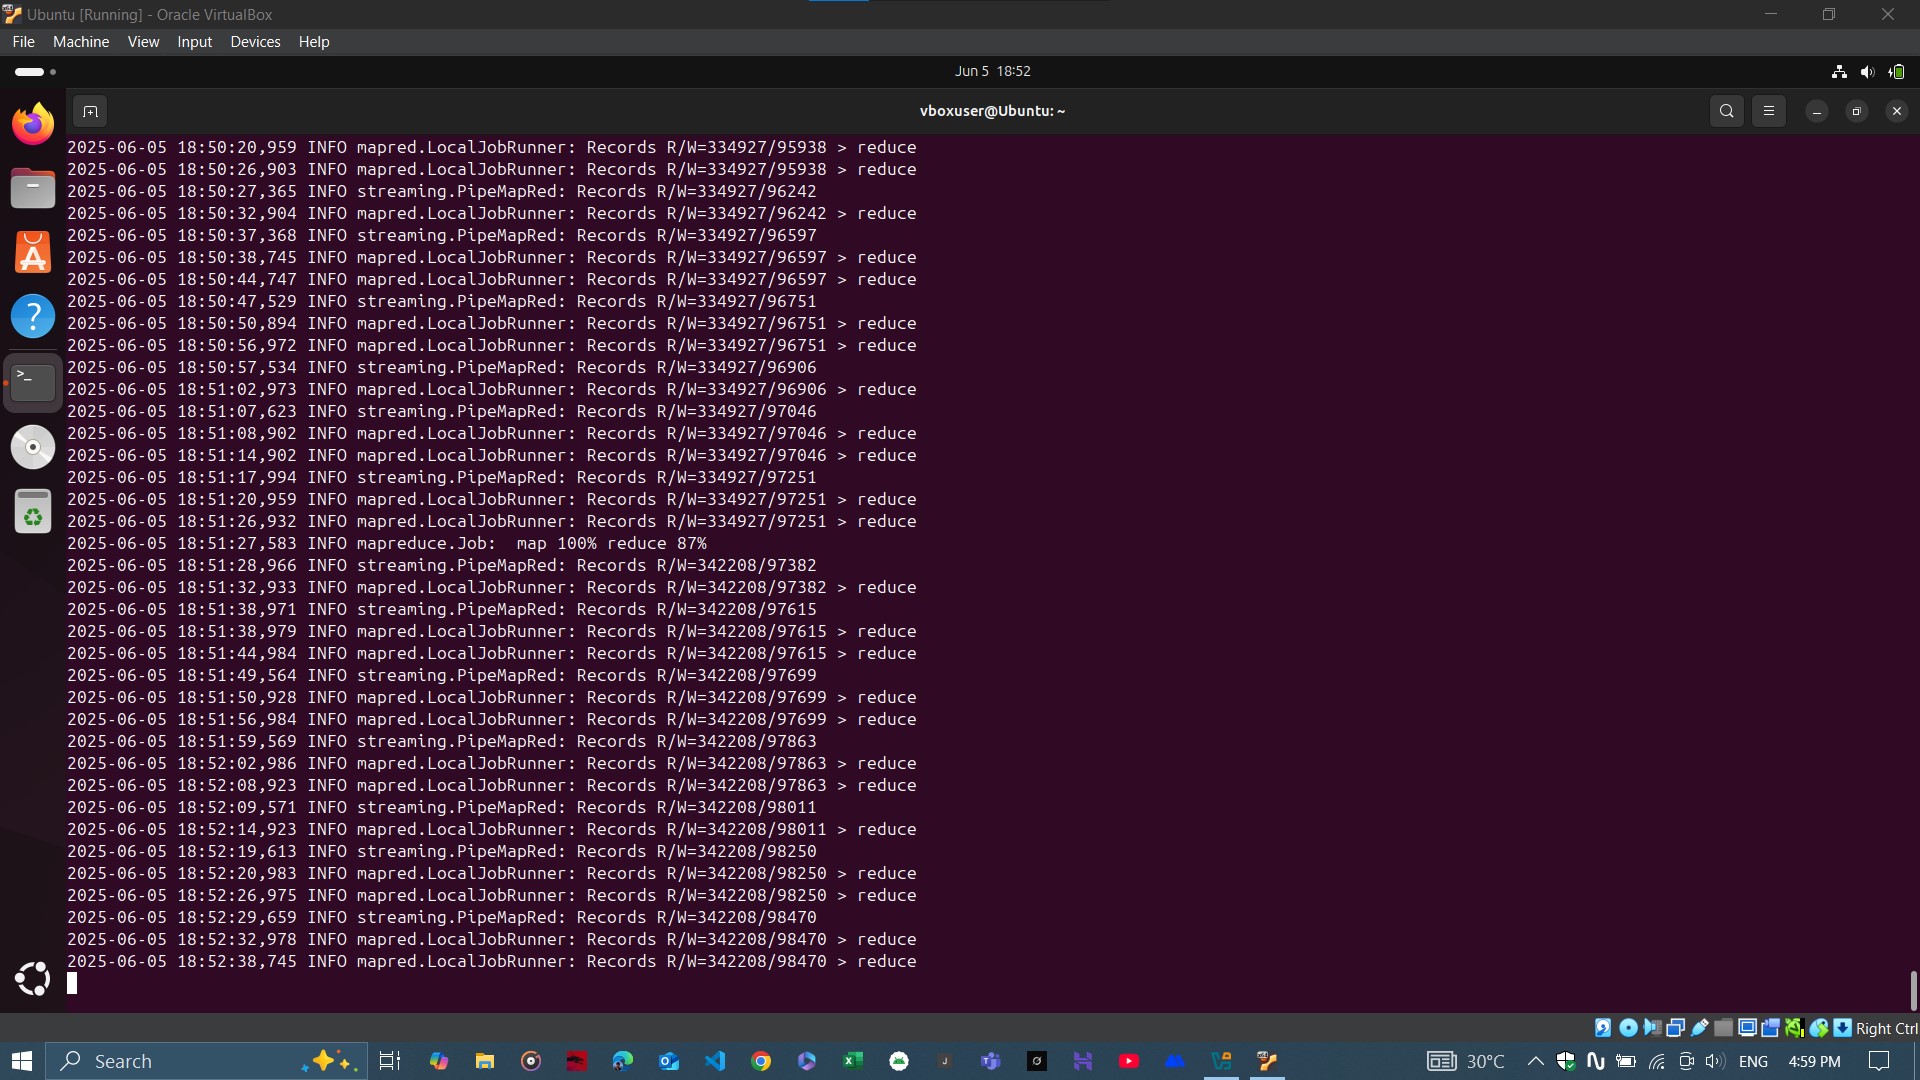 Ubuntu [Running] - Oracle VirtualBox
File Machine View Input Devices Help
Jun 5 18:52
vboxuser@Ubuntu: ~
2025-06-05 18:50:20,959 INFO mapred.LocalJobRunner: Records R/W=334927/95938 > reduce
2025-06-05 18:50:26,903 INFO mapred.LocalJobRunner: Records R/W=334927/95938 > reduce
2025-06-05 18:50:27,365 INFO streaming.PipeMapRed: Records R/W=334927/96242
2025-06-05 18:50:32,904 INFO mapred.LocalJobRunner: Records R/W=334927/96242 > reduce
2025-06-05 18:50:37,368 INFO streaming.PipeMapRed: Records R/W=334927/96597
2025-06-05 18:50:38,745 INFO mapred.LocalJobRunner: Records R/W=334927/96597 > reduce
2025-06-05 18:50:44,747 INFO mapred.LocalJobRunner: Records R/W=334927/96597 > reduce
2025-06-05 18:50:47,529 INFO streaming.PipeMapRed: Records R/W=334927/96751
2025-06-05 18:50:50,894 INFO mapred.LocalJobRunner: Records R/W=334927/96751 > reduce
2025-06-05 18:50:56,972 INFO mapred.LocalJobRunner: Records R/W=334927/96751 > reduce
2025-06-05 18:50:57,534 INFO streaming.PipeMapRed: Records R/W=334927/96906
2025-06-05 18:51:02,973 INFO mapred.LocalJobRunner: Records R/W=334927/96906 > reduce
2025-06-05 18:51:07,623 INFO streaming.PipeMapRed: Records R/W=334927/97046
2025-06-05 18:51:08,902 INFO mapred.LocalJobRunner: Records R/W=334927/97046 > reduce
2025-06-05 18:51:14,902 INFO mapred.LocalJobRunner: Records R/W=334927/97046 > reduce
2025-06-05 18:51:17,994 INFO streaming.PipeMapRed: Records R/W=334927/97251
2025-06-05 18:51:20,959 INFO mapred.LocalJobRunner: Records R/W=334927/97251 > reduce
2025-06-05 18:51:26,932 INFO mapred.LocalJobRunner: Records R/W=334927/97251 > reduce
2025-06-05 18:51:27,583 INFO mapreduce.Job:  map 100% reduce 87%
2025-06-05 18:51:28,966 INFO streaming.PipeMapRed: Records R/W=342208/97382
2025-06-05 18:51:32,933 INFO mapred.LocalJobRunner: Records R/W=342208/97382 > reduce
2025-06-05 18:51:38,971 INFO streaming.PipeMapRed: Records R/W=342208/97615
2025-06-05 18:51:38,979 INFO mapred.LocalJobRunner: Records R/W=342208/97615 > reduce
2025-06-05 18:51:44,984 INFO mapred.LocalJobRunner: Records R/W=342208/97615 > reduce
2025-06-05 18:51:49,564 INFO streaming.PipeMapRed: Records R/W=342208/97699
2025-06-05 18:51:50,928 INFO mapred.LocalJobRunner: Records R/W=342208/97699 > reduce
2025-06-05 18:51:56,984 INFO mapred.LocalJobRunner: Records R/W=342208/97699 > reduce
2025-06-05 18:51:59,569 INFO streaming.PipeMapRed: Records R/W=342208/97863
2025-06-05 18:52:02,986 INFO mapred.LocalJobRunner: Records R/W=342208/97863 > reduce
2025-06-05 18:52:08,923 INFO mapred.LocalJobRunner: Records R/W=342208/97863 > reduce
2025-06-05 18:52:09,571 INFO streaming.PipeMapRed: Records R/W=342208/98011
2025-06-05 18:52:14,923 INFO mapred.LocalJobRunner: Records R/W=342208/98011 > reduce
2025-06-05 18:52:19,613 INFO streaming.PipeMapRed: Records R/W=342208/98250
2025-06-05 18:52:20,983 INFO mapred.LocalJobRunner: Records R/W=342208/98250 > reduce
2025-06-05 18:52:26,975 INFO mapred.LocalJobRunner: Records R/W=342208/98250 > reduce
2025-06-05 18:52:29,659 INFO streaming.PipeMapRed: Records R/W=342208/98470
2025-06-05 18:52:32,978 INFO mapred.LocalJobRunner: Records R/W=342208/98470 > reduce
2025-06-05 18:52:38,745 INFO mapred.LocalJobRunner: Records R/W=342208/98470 > reduce
Right Ctrl
Search
30°C
ENG
4:59 PM